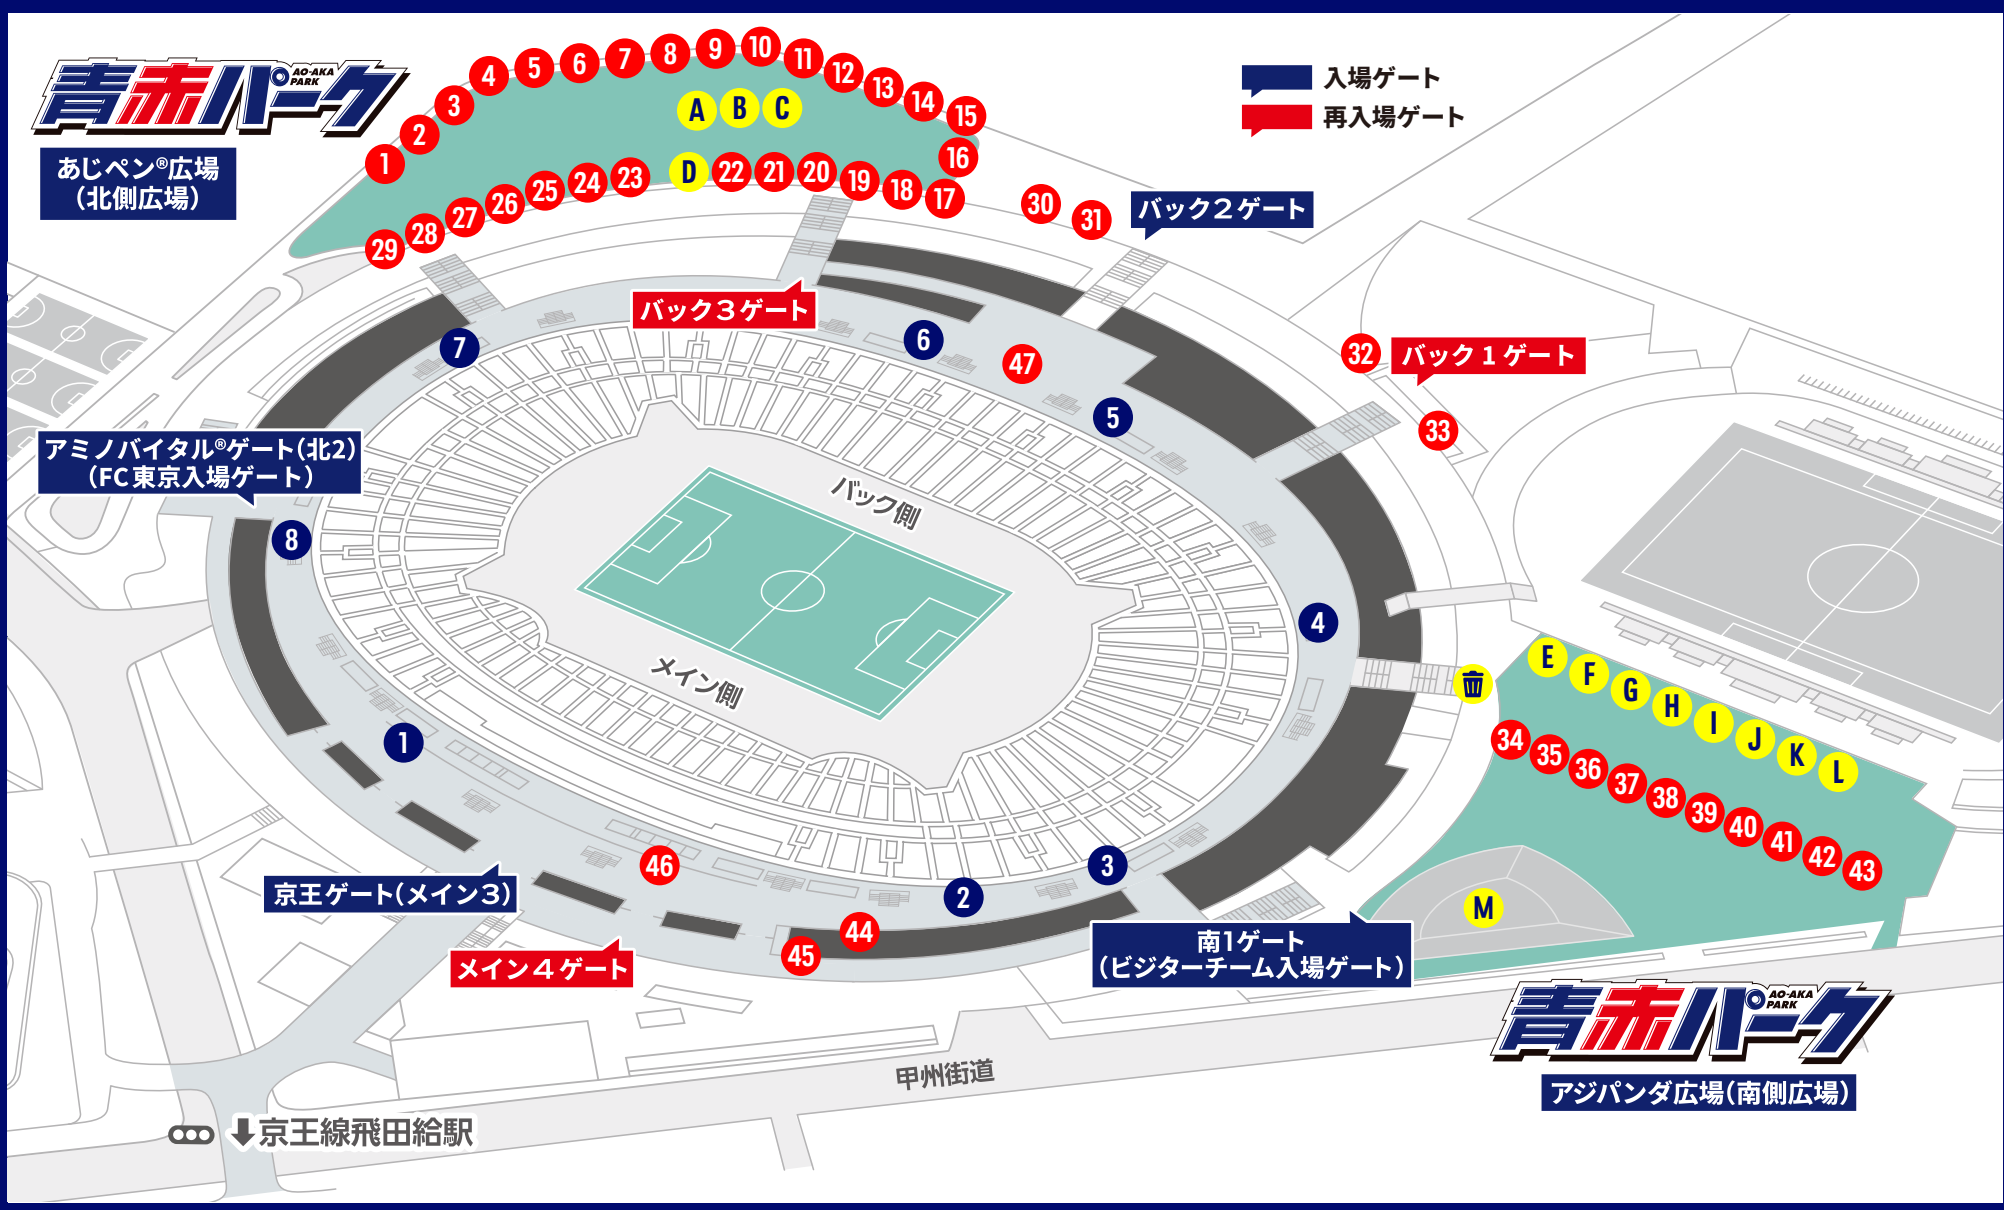 青赤パーク
AO-AKA
PARK
あじペン®広場
(北側広場)
1
2
3
4
5
6
7
8
9
10
11
12
13
14
15
16
17
18
19
20
21
22
D
23
24
25
26
27
28
29
A
B
C
30
31
入場ゲート
再入場ゲート
バック2ゲート
バック3ゲート
バック1ゲート
32
33
7
6
47
5
アミノバイタル®ゲート(北2)
(FC東京入場ゲート)
8
バック側
メイン側
4
1
46
3
2
44
45
京王ゲート(メイン3)
メイン4ゲート
南1ゲート
(ビジターチーム入場ゲート)
E
F
G
H
I
J
K
L
34
35
36
37
38
39
40
41
42
43
M
青赤パーク
AO-AKA
PARK
アジパンダ広場(南側広場)
甲州街道
京王線飛田給駅